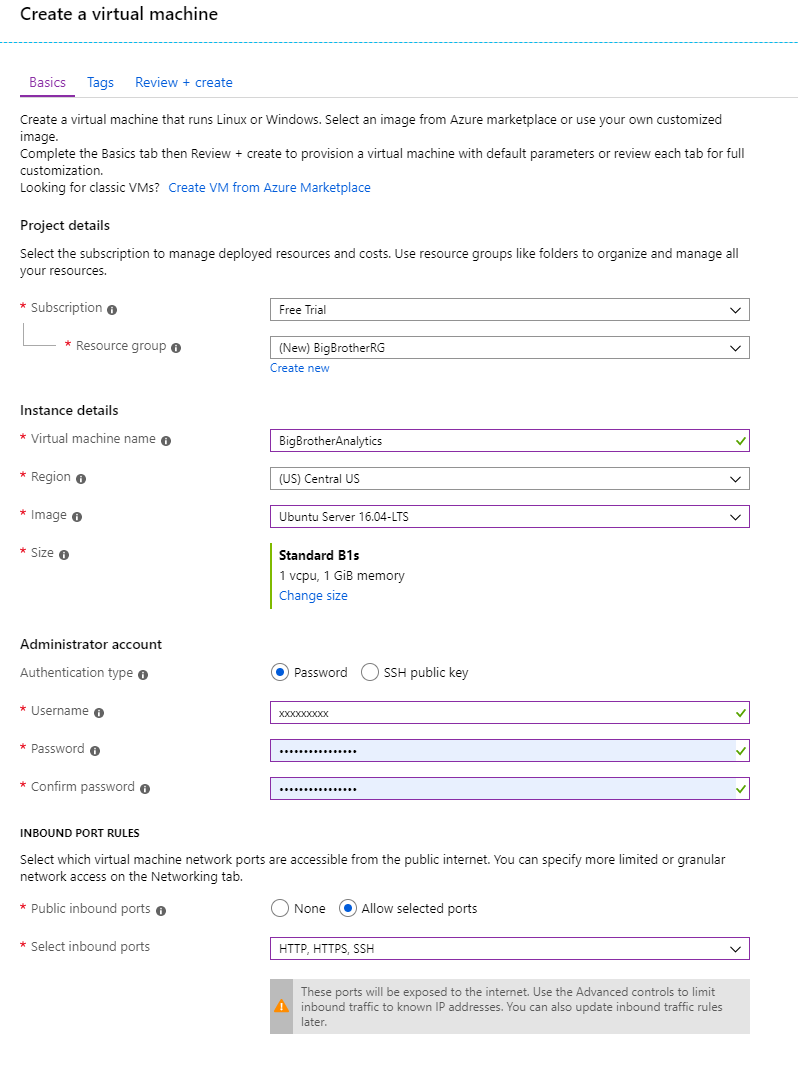 Create a virtual machine
Basics Tags Review + create
Create a virtual machine that runs Linux or Windows. Select an image from Azure marketplace or use your own customized
image.
Complete the Basics tab then Review + create to provision a virtual machine with default parameters or review each tab for full
customization.
Looking for classic VMs? Create VM from Azure Marketplace
Project details
Select the subscription to manage deployed resources and costs. Use resource groups like folders to organize and manage all
your resources.
* Subscription Free Trial
* Resource group (New) BigBrotherRG
Create new
Instance details
* Virtual machine name BigBrotherAnalytics
* Region (US) Central US
* Image Ubuntu Server 16.04-LTS
* Size Standard B1s
1 vcpu, 1 GiB memory
Change size
Administrator account
Authentication type Password SSH public key
* Username xxxxxxxxx
* Password ••••••••••••••••
* Confirm password ••••••••••••••••
INBOUND PORT RULES
Select which virtual machine network ports are accessible from the public internet. You can specify more limited or granular
network access on the Networking tab.
* Public inbound ports None Allow selected ports
* Select inbound ports HTTP, HTTPS, SSH
These ports will be exposed to the internet. Use the Advanced controls to limit
inbound traffic to known IP addresses. You can also update inbound traffic rules
later.